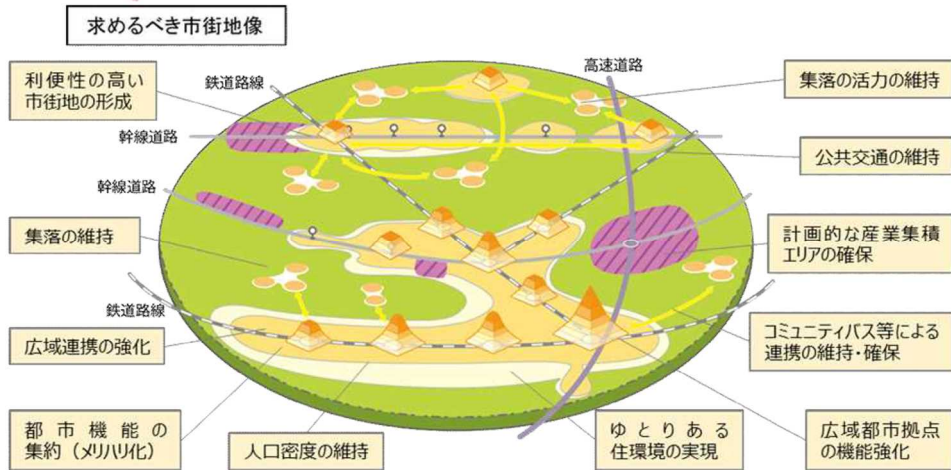 求めるべき市街地像
利便性の高い
市街地の形成
鉄道路線
高速道路
集落の活力の維持
幹線道路
公共交通の維持
幹線道路
集落の維持
計画的な産業集積
エリアの確保
鉄道路線
広域連携の強化
コミュニティバス等による
連携の維持・確保
都市機能の
集約（メリハリ化）
人口密度の維持
ゆとりある
住環境の実現
広域都市拠点
の機能強化